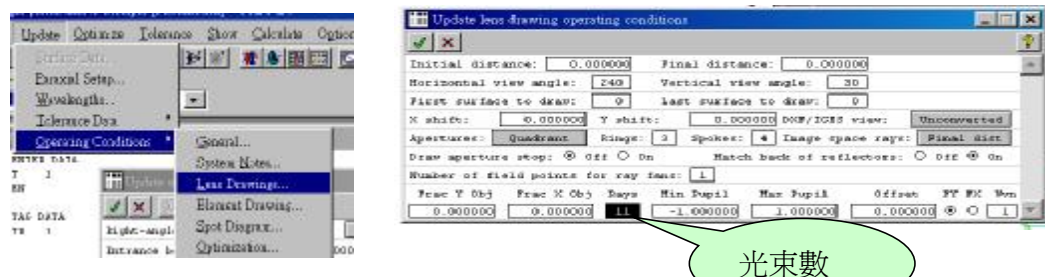 Update Optimize Tolerance Show Calculate Option
Paraxial Setup...
Wavelengths...
Tolerance Data
Operating Conditions
General...
System Notes...
Lens Drawings...
Element Drawing...
Spot Diagram...
Optimization...
Update lens drawing operating conditions
Initial distance: 0.000000 Final distance: 0.000000
Horizontal view angle: 240 Vertical view angle: 30
First surface to draw: 0 Last surface to draw: 0
X shift: 0.000000 Y shift: 0.000000 DXF/IGES view: Unconverted
Apertures: Quadrant Rings: 3 Spokes: 4 Image space rays: Final dist
Draw aperture stop: Off On Hatch back of reflectors: Off On
Number of field points for ray fans: 1
Frac Y Obj Frac X Obj Rays Min Pupil Max Pupil Offset FY FX Wvn
0.000000 0.000000 11 -1.000000 1.000000 0.000000 1
光束數